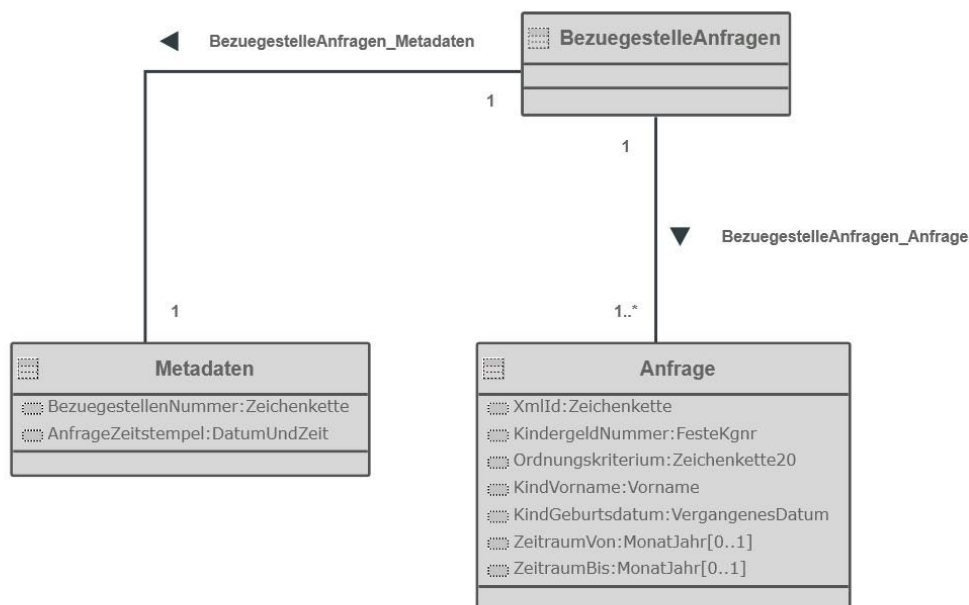 BezuegestelleAnfragen_Metadaten
BezuegestelleAnfragen
1
1
BezuegestelleAnfragen_Anfrage
1
1..*
Metadaten
BezuegestellenNummer:Zeichenkette
AnfrageZeitstempel:DatumUndZeit
Anfrage
XmlId:Zeichenkette
KindergeldNummer:FesteKgnr
Ordnungskriterium:Zeichenkette20
KindVorname:Vorname
KindGeburtsdatum:VergangenesDatum
ZeitraumVon:MonatJahr[0..1]
ZeitraumBis:MonatJahr[0..1]